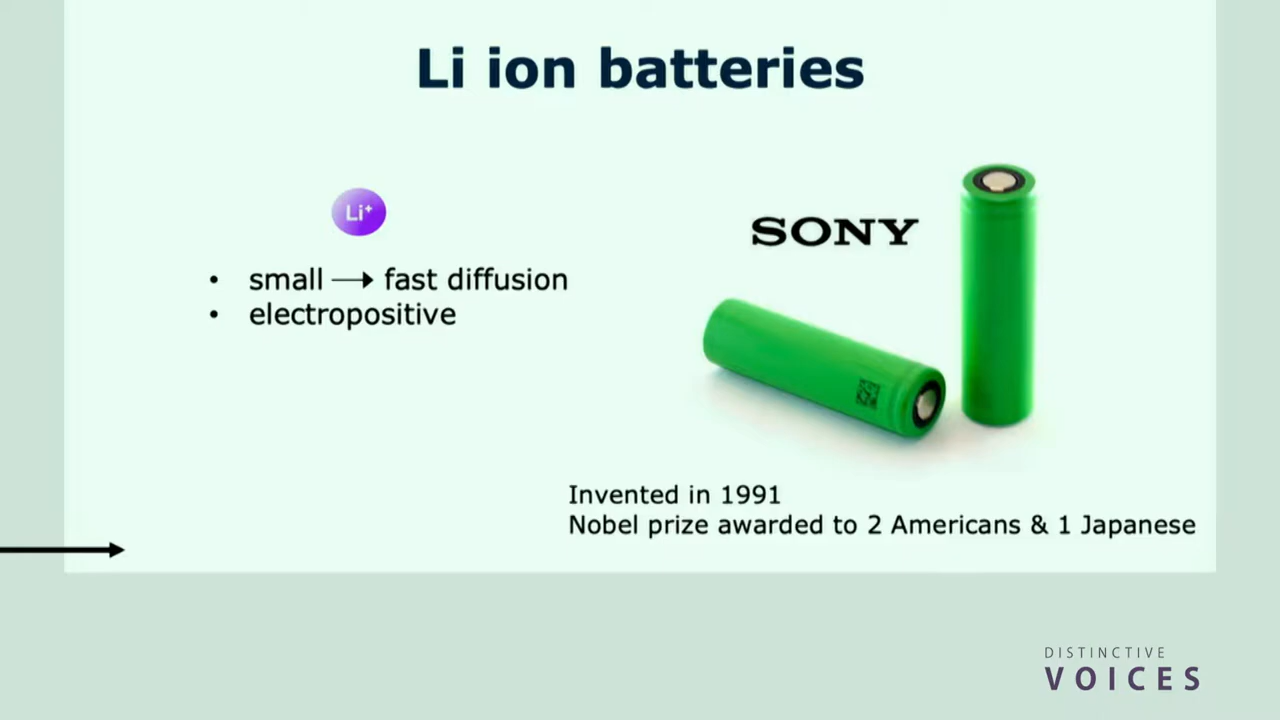 Li ion batteries
Li⁺
• small → fast diffusion
• electropositive
SONY
Invented in 1991
Nobel prize awarded to 2 Americans & 1 Japanese
DISTINCTIVE
VOICES